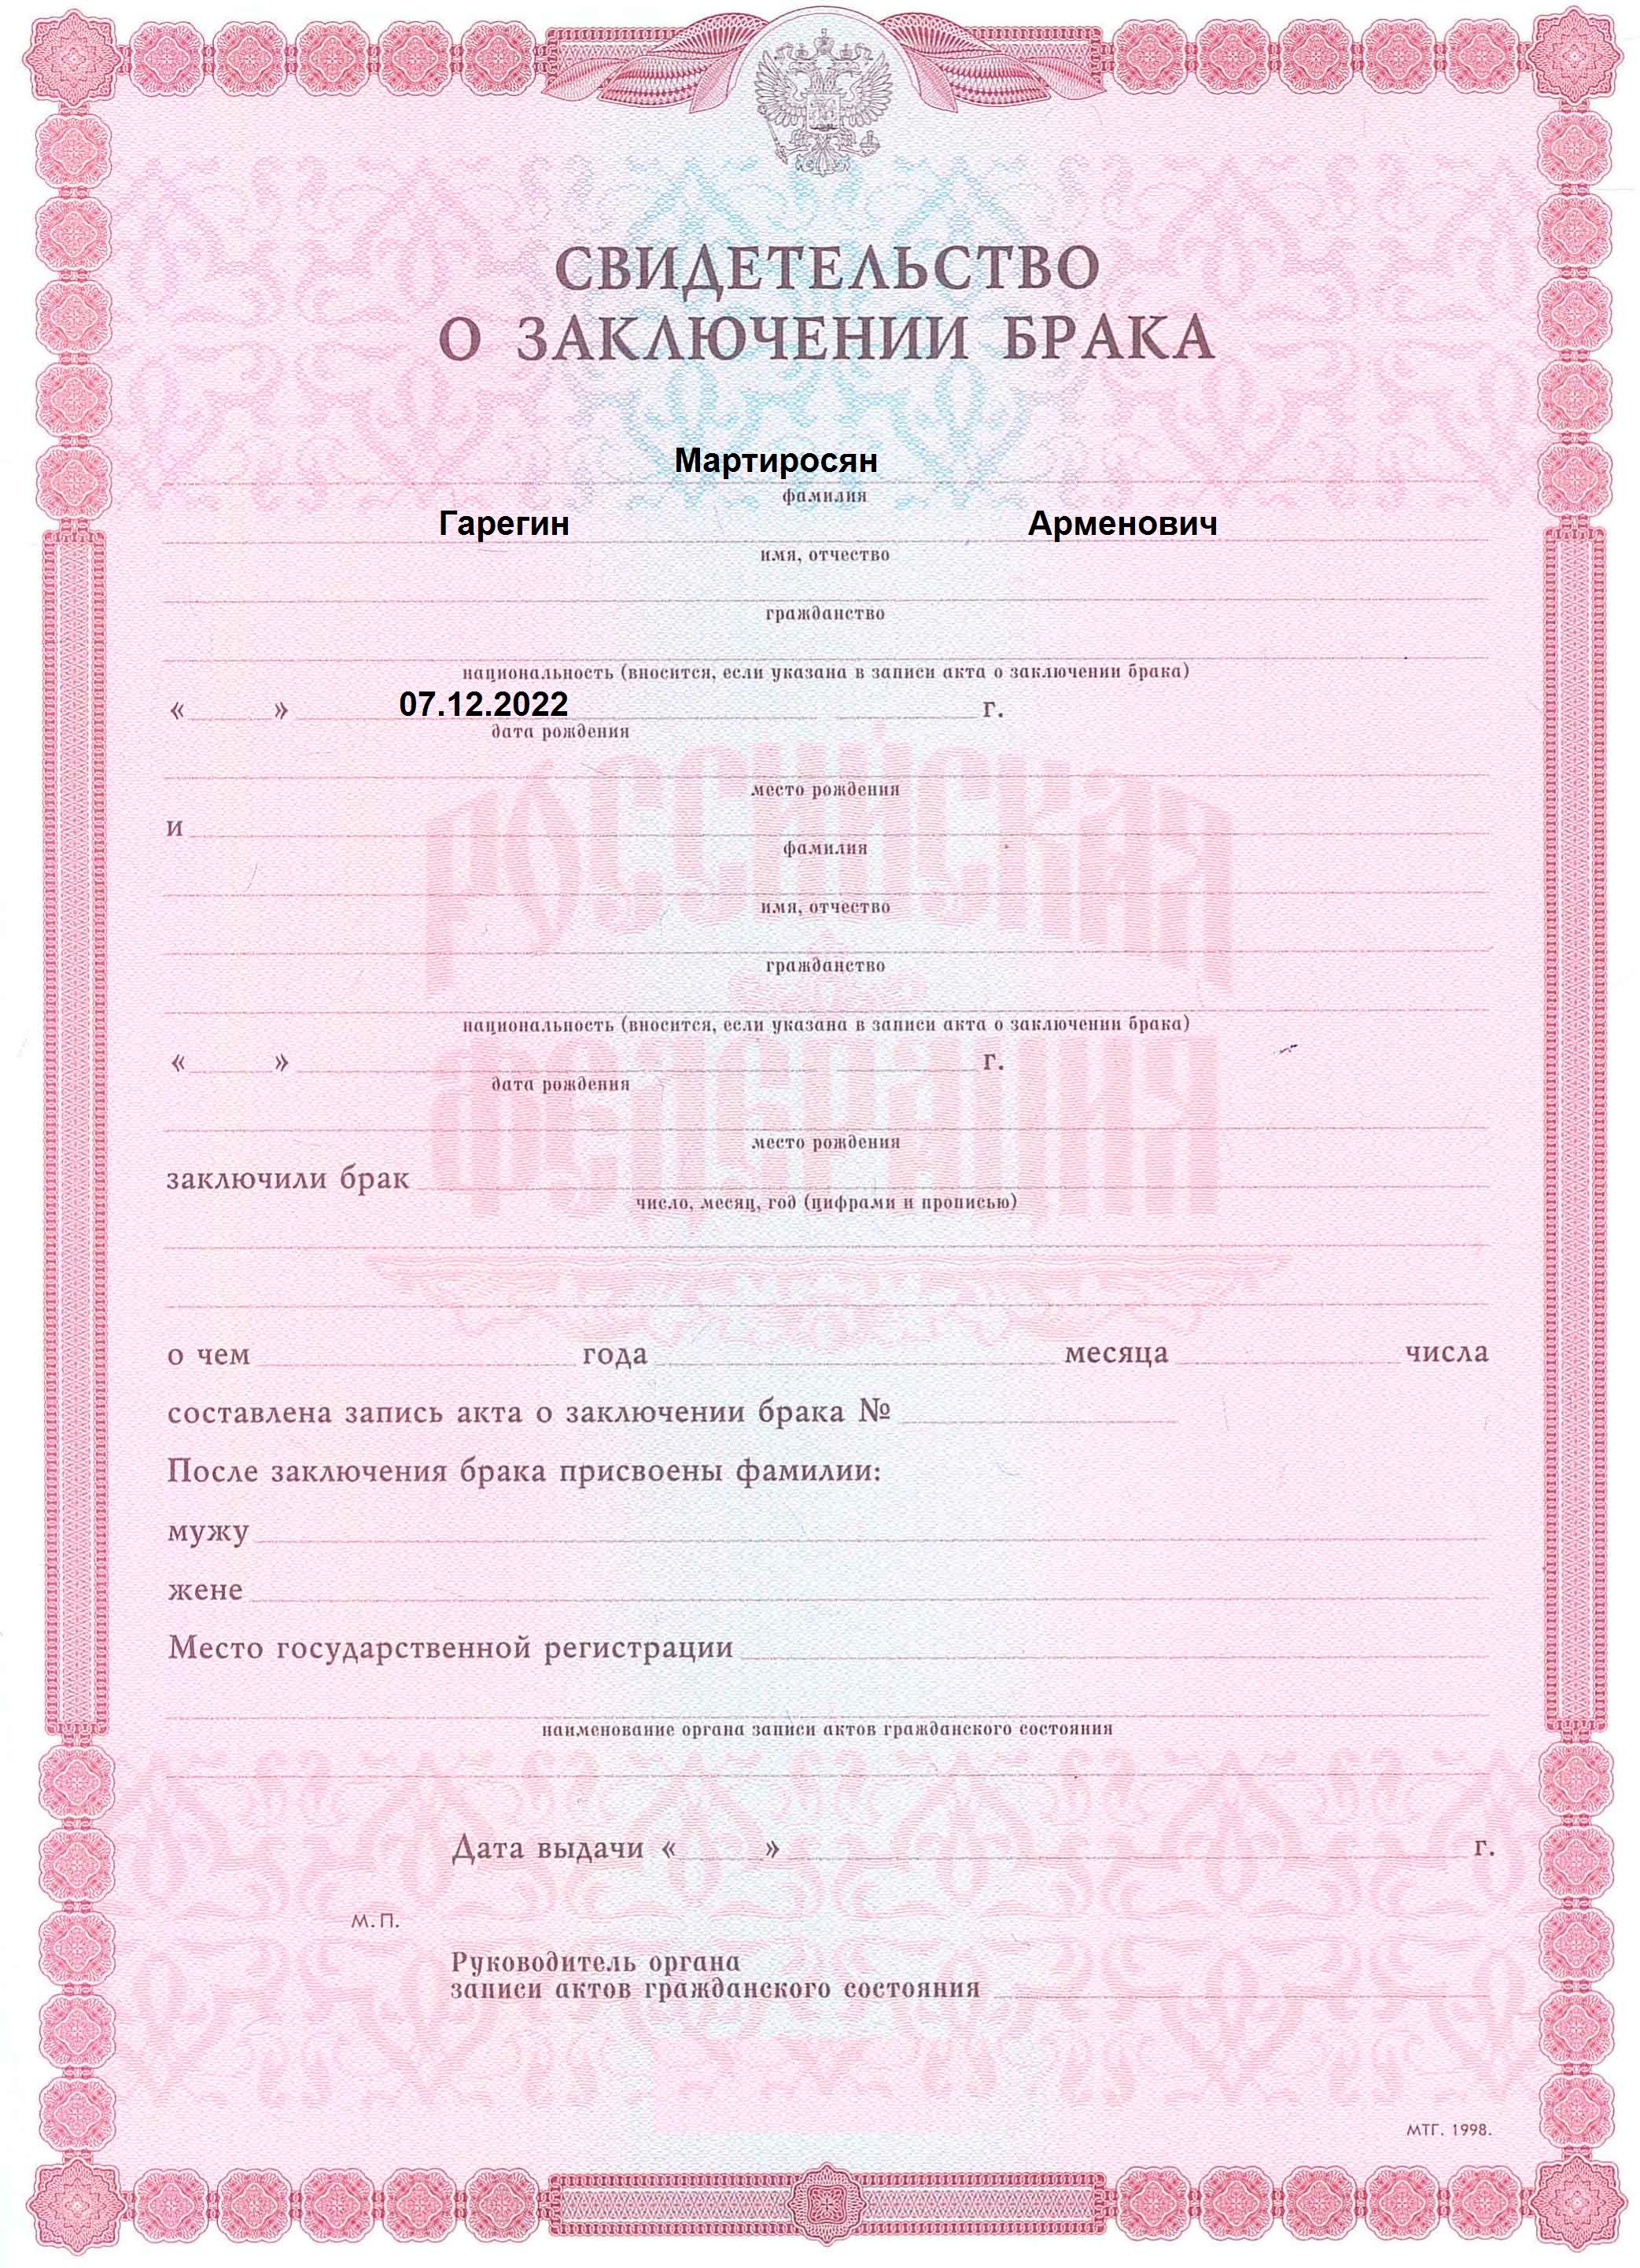 СВИДЕТЕЛЬСТВО
О ЗАКЛЮЧЕНИИ БРАКА
Мартиросян
фамилия
Гарегин Арменович
имя, отчество
гражданство
национальность (вносится, если указана в записи акта о заключении брака)
« » 07.12.2022 г.
дата рождения
место рождения
и
фамилия
имя, отчество
гражданство
национальность (вносится, если указана в записи акта о заключении брака)
« » г.
дата рождения
место рождения
РОССИЙСКАЯ
ФЕДЕРАЦИЯ
заключили брак
число, месяц, год (цифрами и прописью)
о чем года месяца числа
составлена запись акта о заключении брака №
После заключения брака присвоены фамилии:
мужу
жене
Место государственной регистрации
наименование органа записи актов гражданского состояния
Дата выдачи « » г.
М.П.
Руководитель органа
записи актов гражданского состояния
МТГ. 1998.